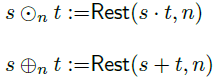 s ⊙ₙ t :=Rest(s · t, n)
s ⊕ₙ t :=Rest(s + t, n)